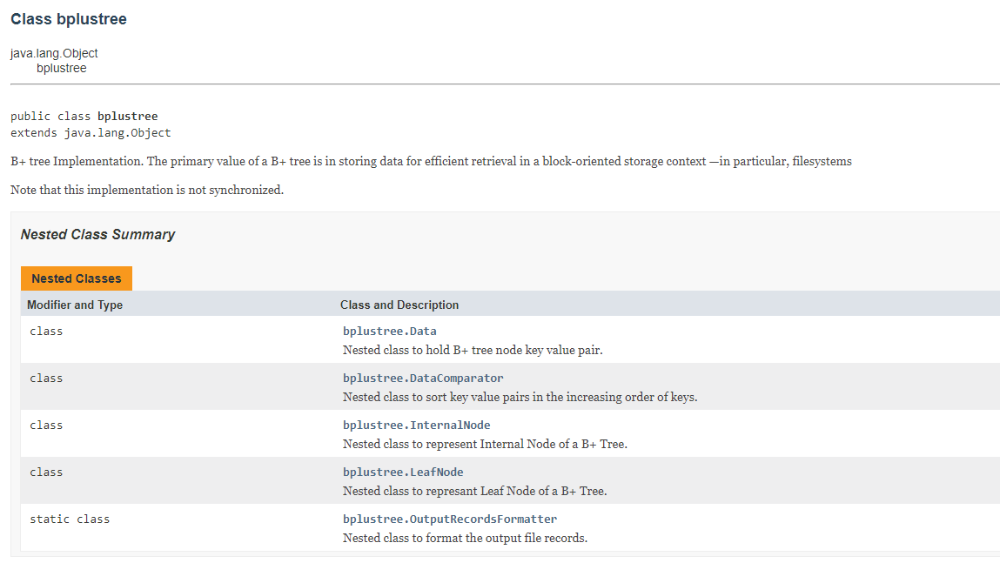 Class bplustree
java.lang.Object
bplustree
public class bplustree
extends java.lang.Object
B+ tree Implementation. The primary value of a B+ tree is in storing data for efficient retrieval in a block-oriented storage context —in particular, filesystems
Note that this implementation is not synchronized.
Nested Class Summary
Nested Classes
Modifier and Type Class and Description
class bplustree.Data
Nested class to hold B+ tree node key value pair.
class bplustree.DataComparator
Nested class to sort key value pairs in the increasing order of keys.
class bplustree.InternalNode
Nested class to represent Internal Node of a B+ Tree.
class bplustree.LeafNode
Nested class to represant Leaf Node of a B+ Tree.
static class bplustree.OutputRecordsFormatter
Nested class to format the output file records.